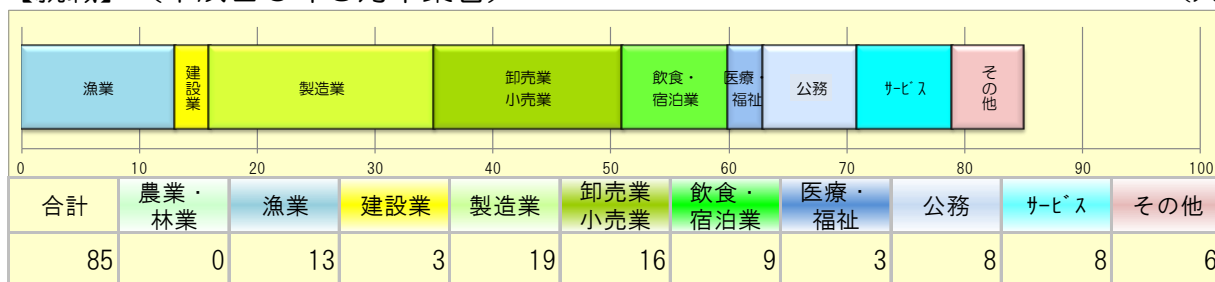 漁業
建設業
製造業
卸売業
小売業
飲食・
宿泊業
医療・
福祉
公務
ｻｰﾋﾞｽ
その他
0 10 20 30 40 50 60 70 80 90 100
合計 農業・林業 漁業 建設業 製造業 卸売業小売業 飲食・宿泊業 医療・福祉 公務 ｻｰﾋﾞｽ その他
85 0 13 3 19 16 9 3 8 8 6